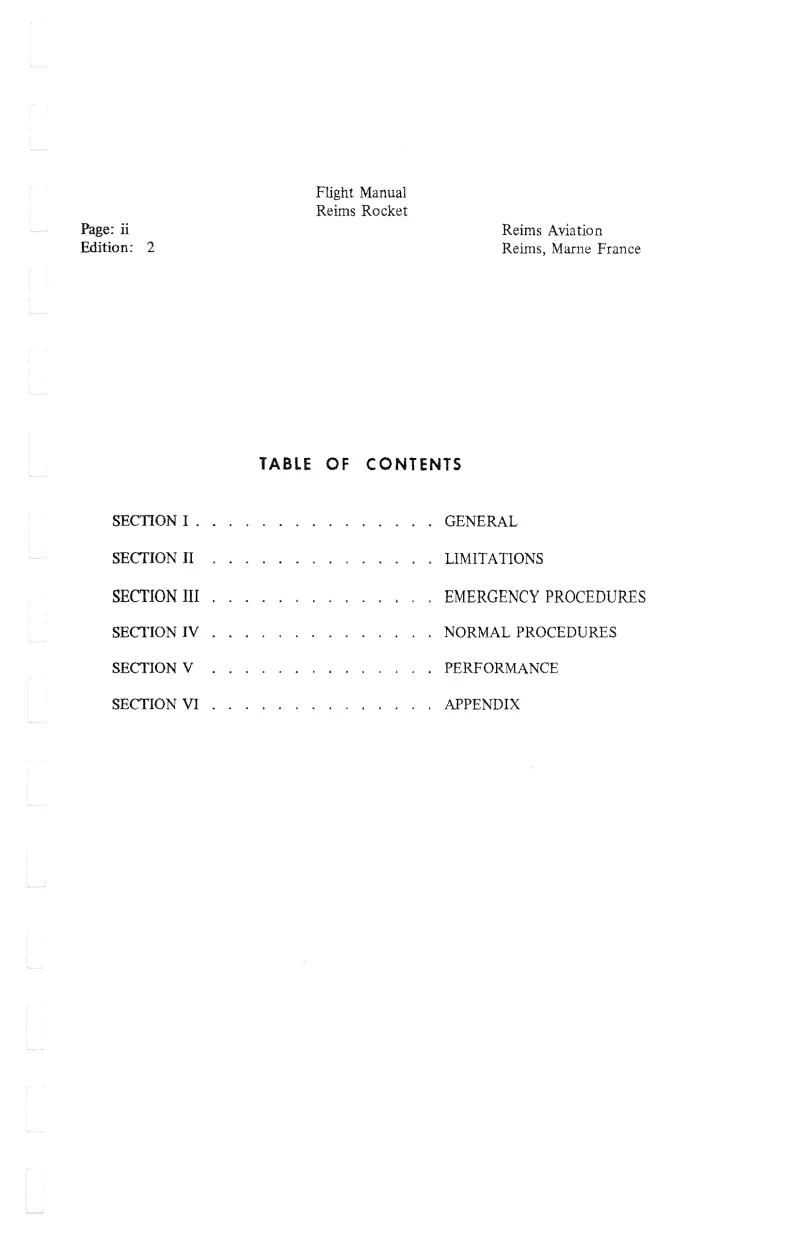 Flight Manual
Reims Rocket
Page: ii
Reims Aviation
Edition: 2
Reims, Marne France
TABLE OF CONTENTS
SECTION I . . . . . . . . . . . . . . . GENERAL
SECTION II . . . . . . . . . . . . . . LIMITATIONS
SECTION III . . . . . . . . . . . . . . EMERGENCY PROCEDURES
SECTION IV . . . . . . . . . . . . . . NORMAL PROCEDURES
SECTION V . . . . . . . . . . . . . . PERFORMANCE
SECTION VI . . . . . . . . . . . . . . APPENDIX